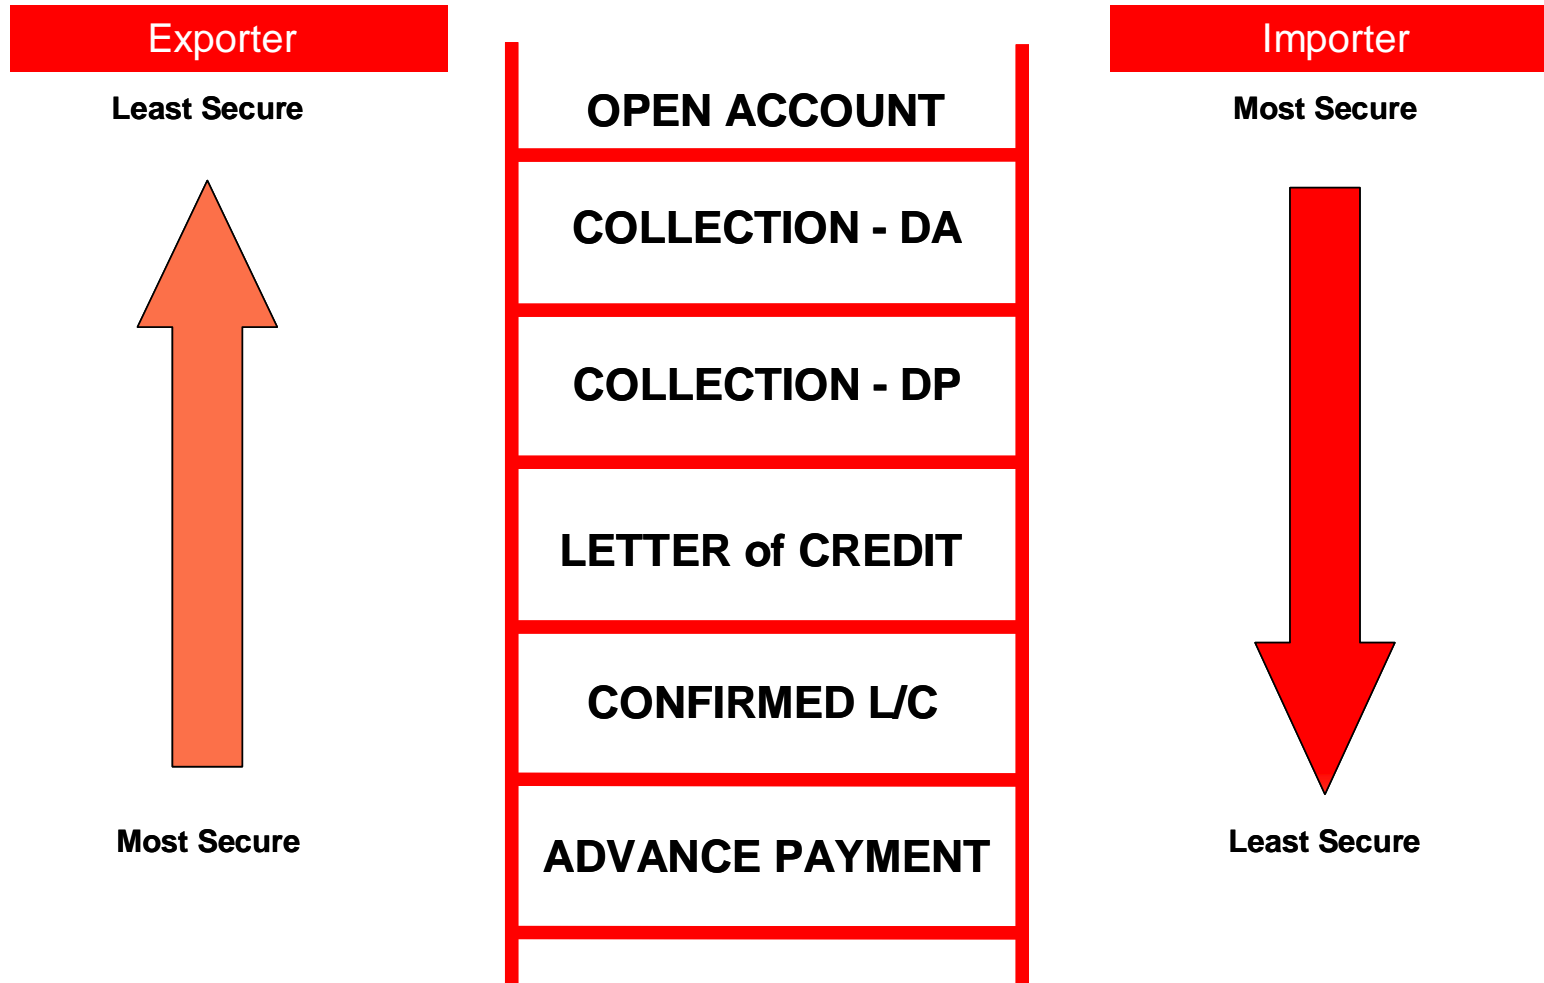 Exporter
Importer
Least Secure
OPEN ACCOUNT
Most Secure
COLLECTION - DA
COLLECTION - DP
LETTER of CREDIT
CONFIRMED L/C
Most Secure
ADVANCE PAYMENT
Least Secure